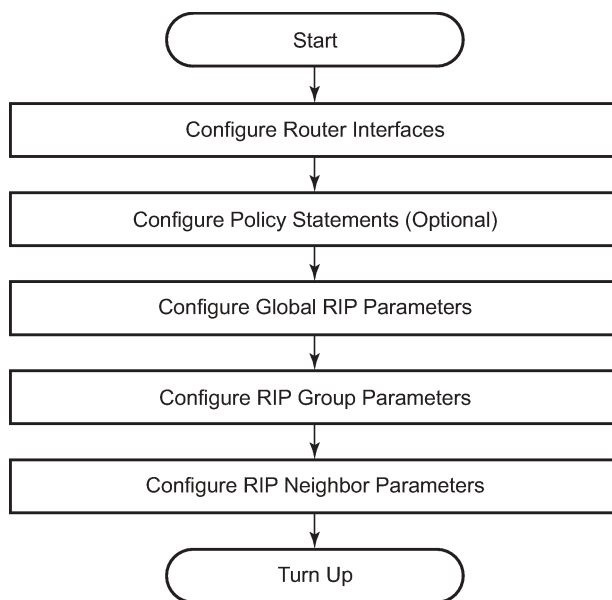 Start
Configure Router Interfaces
Configure Policy Statements (Optional)
Configure Global RIP Parameters
Configure RIP Group Parameters
Configure RIP Neighbor Parameters
Turn Up